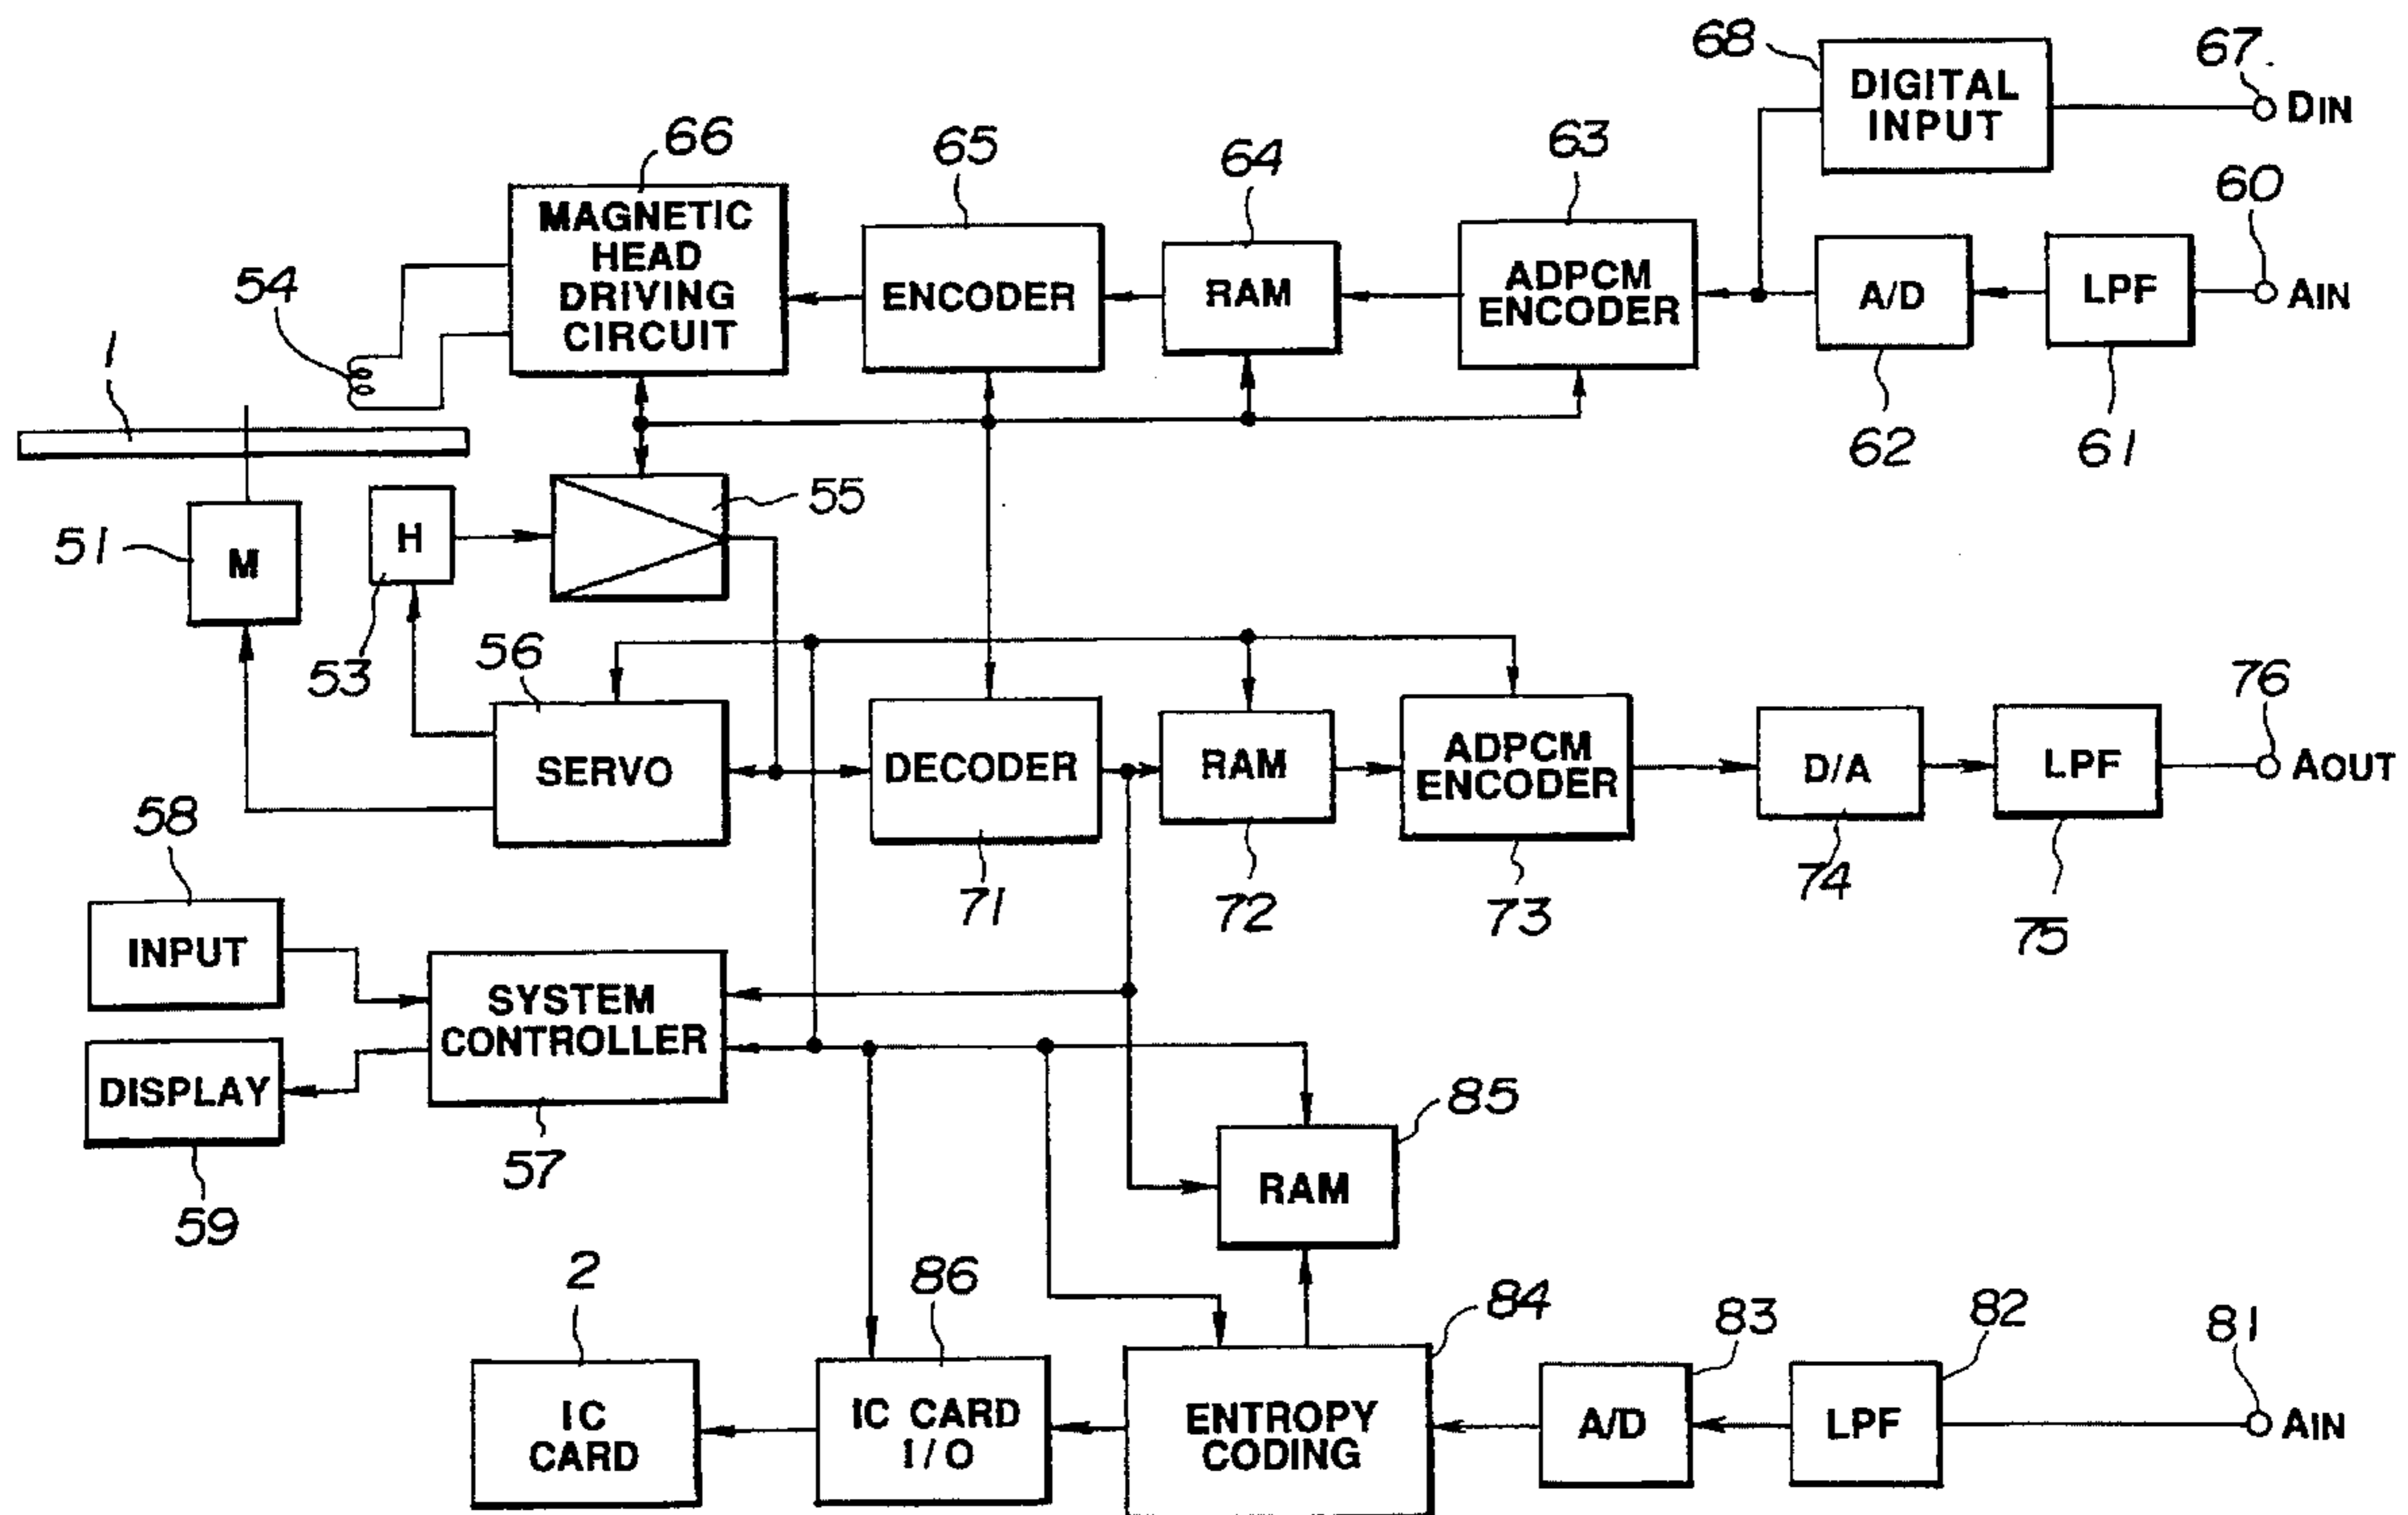 68
DIGITAL
INPUT
67
DIN
66
65
64
63
60
MAGNETIC
HEAD
DRIVING
CIRCUIT
ENCODER
RAM
ADPCM
ENCODER
A/D
LPF
AIN
54
1
62
61
55
51
M
H
53
56
SERVO
DECODER
RAM
ADPCM
ENCODER
D/A
LPF
76
AOUT
71
72
73
74
75
58
INPUT
SYSTEM
CONTROLLER
DISPLAY
57
59
85
RAM
2
86
84
83
82
81
IC
CARD
IC CARD
I/O
ENTROPY
CODING
A/D
LPF
AIN